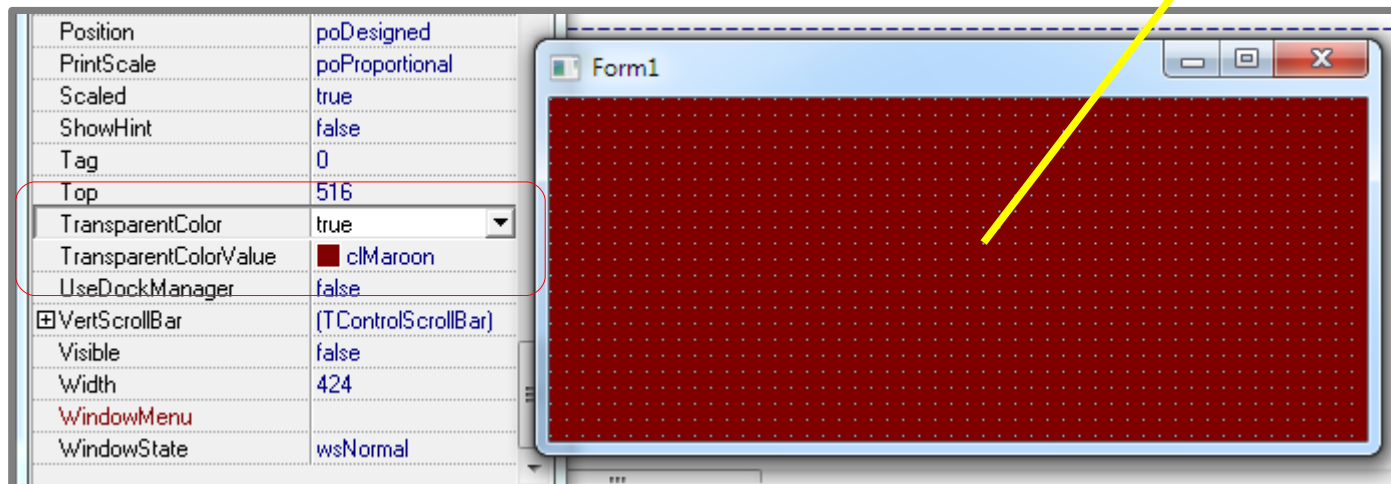 Position poDesigned
PrintScale poProportional
Scaled true
ShowHint false
Tag 0
Top 516
TransparentColor true
TransparentColorValue clMaroon
UseDockManager false
VertScrollBar (TControlScrollBar)
Visible false
Width 424
WindowMenu
WindowState wsNormal
Form1